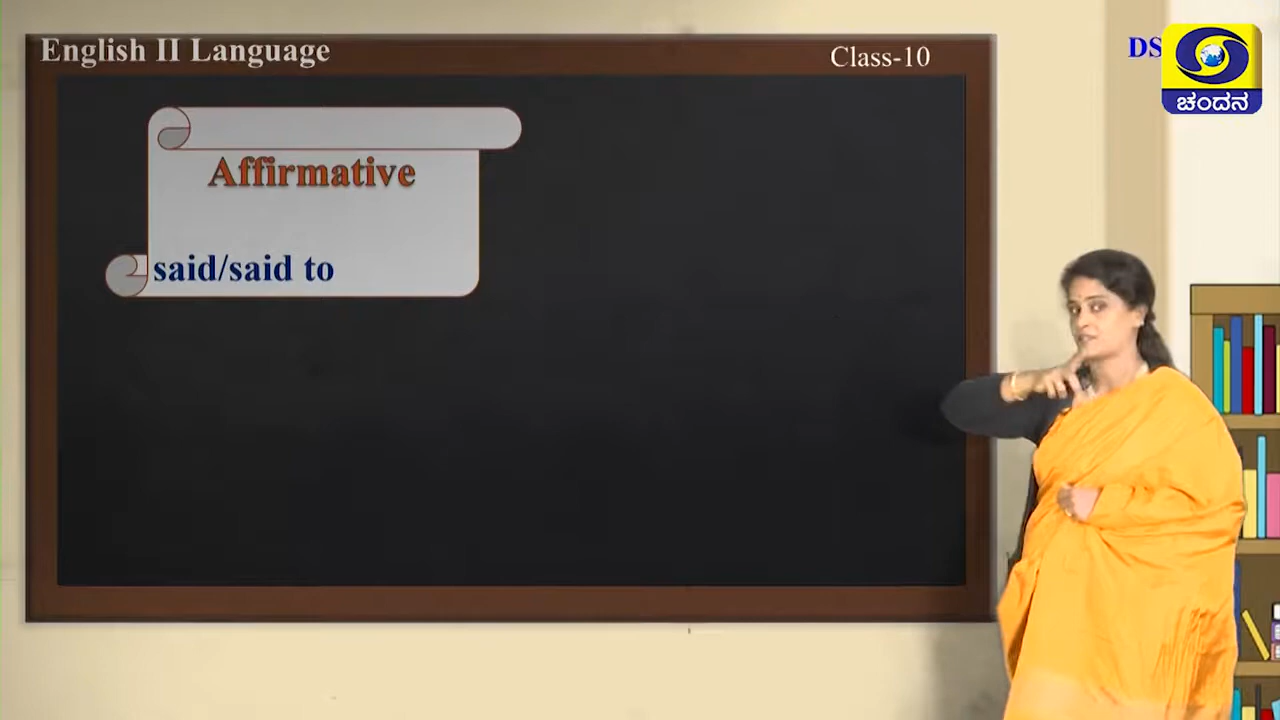 English II Language
Class-10
DS
ಚಂದನ
Affirmative
said/said to